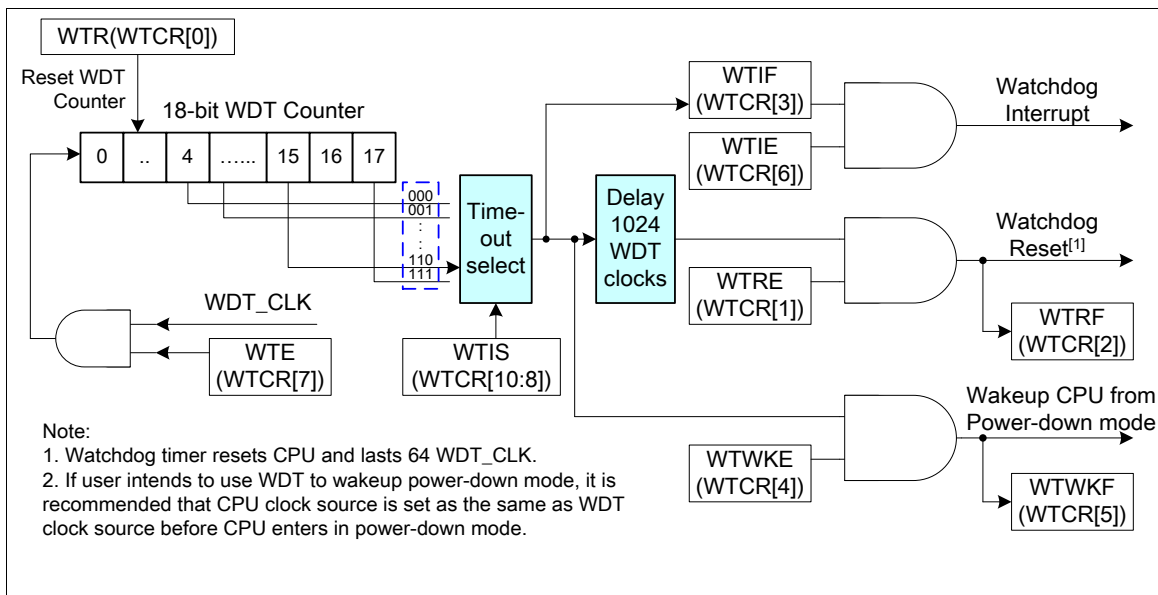 WTR(WTCR[0])
Reset WDT
Counter
18-bit WDT Counter
0 .. 4 …... 15 16 17
000
001
:
:
110
111
Time-
out
select
Delay
1024
WDT
clocks
WTIF
(WTCR[3])
WTIE
(WTCR[6])
Watchdog
Interrupt
WTRE
(WTCR[1])
Watchdog
Reset[1]
WTRF
(WTCR[2])
WDT_CLK
WTE
(WTCR[7])
WTIS
(WTCR[10:8])
Wakeup CPU from
Power-down mode
WTWKE
(WTCR[4])
WTWKF
(WTCR[5])
Note:
1. Watchdog timer resets CPU and lasts 64 WDT_CLK.
2. If user intends to use WDT to wakeup power-down mode, it is
recommended that CPU clock source is set as the same as WDT
clock source before CPU enters in power-down mode.